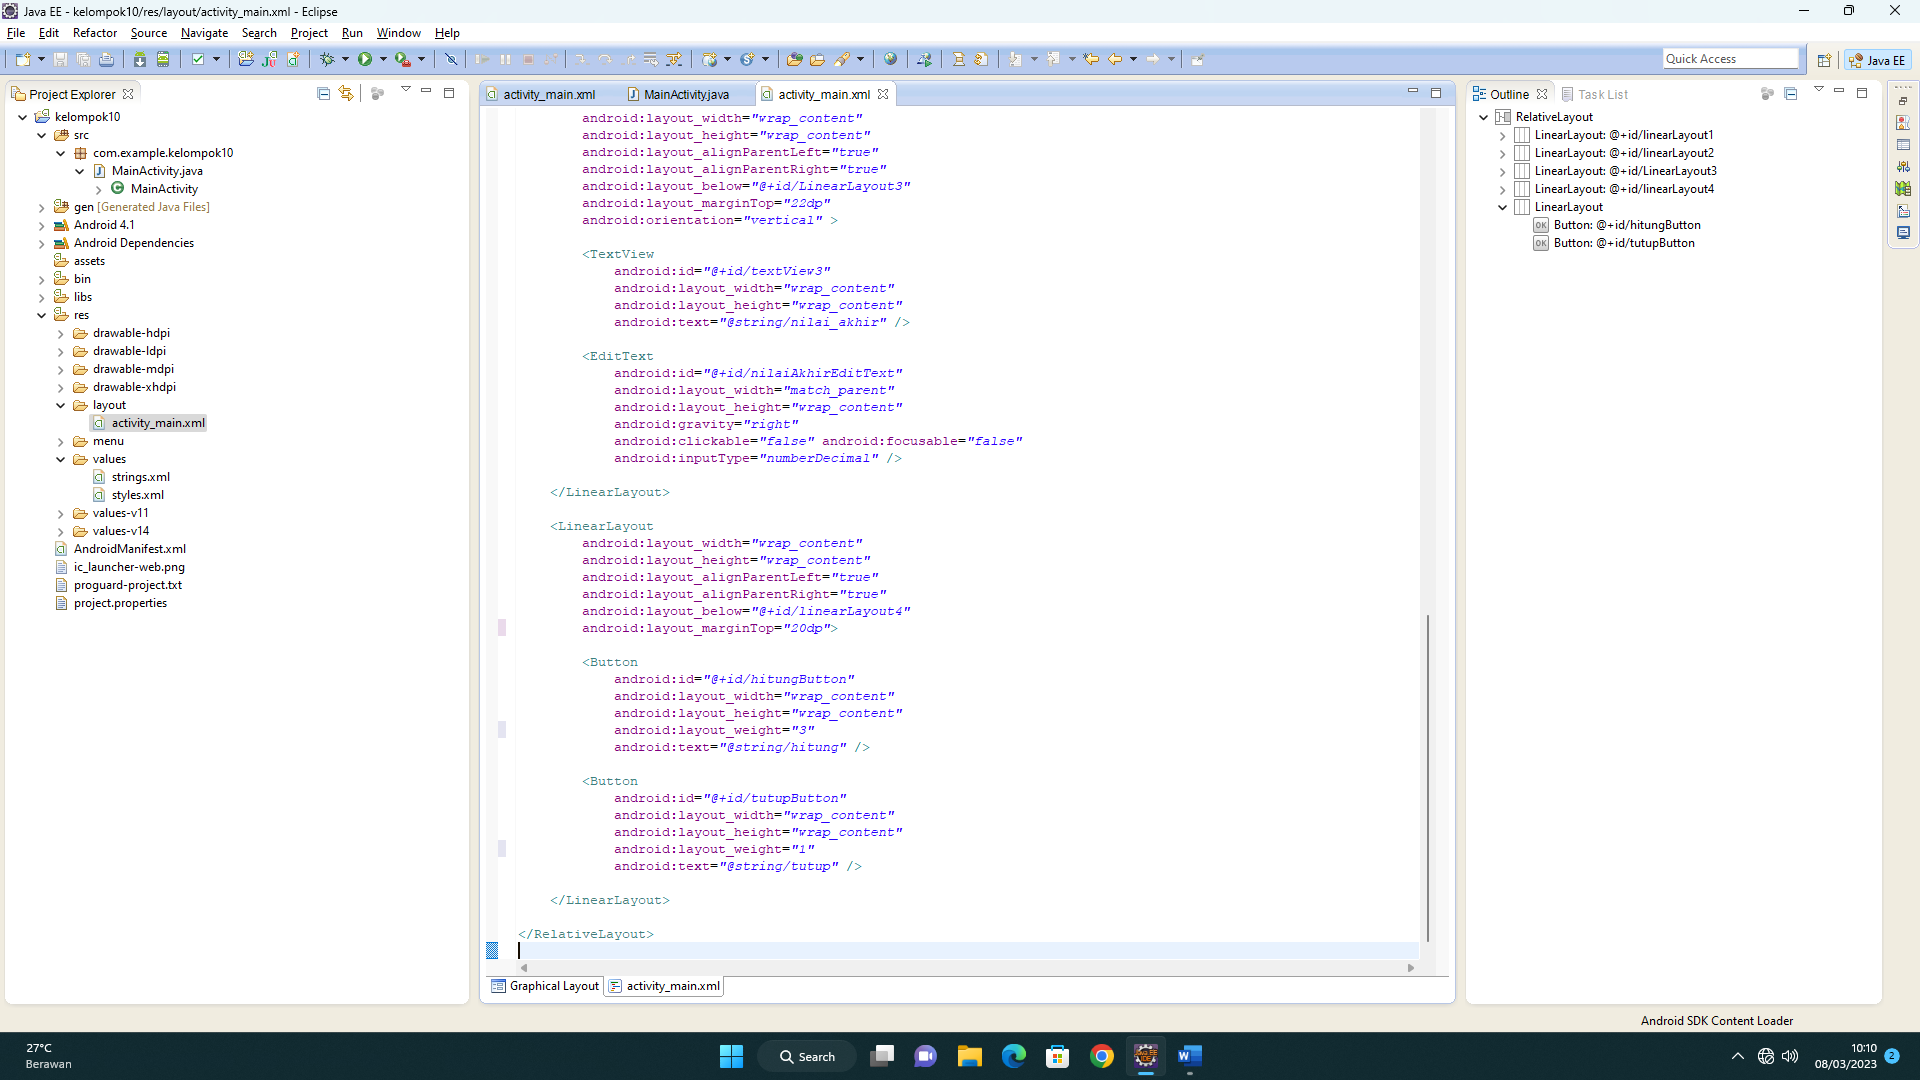 Java EE - kelompok10/res/layout/activity_main.xml - Eclipse
File Edit Refactor Source Navigate Search Project Run Window Help
Quick Access
Java EE
Project Explorer
kelompok10
src
com.example.kelompok10
MainActivity.java
MainActivity
gen [Generated Java Files]
Android 4.1
Android Dependencies
assets
bin
libs
res
drawable-hdpi
drawable-ldpi
drawable-mdpi
drawable-xhdpi
layout
activity_main.xml
menu
values
strings.xml
styles.xml
values-v11
values-v14
AndroidManifest.xml
ic_launcher-web.png
proguard-project.txt
project.properties
activity_main.xml MainActivity.java activity_main.xml
android:layout_width="wrap_content"
android:layout_height="wrap_content"
android:layout_alignParentLeft="true"
android:layout_alignParentRight="true"
android:layout_below="@+id/LinearLayout3"
android:layout_marginTop="22dp"
android:orientation="vertical" >
<TextView
android:id="@+id/textView3"
android:layout_width="wrap_content"
android:layout_height="wrap_content"
android:text="@string/nilai_akhir" />
<EditText
android:id="@+id/nilaiAkhirEditText"
android:layout_width="match_parent"
android:layout_height="wrap_content"
android:gravity="right"
android:clickable="false" android:focusable="false"
android:inputType="numberDecimal" />
</LinearLayout>
<LinearLayout
android:layout_width="wrap_content"
android:layout_height="wrap_content"
android:layout_alignParentLeft="true"
android:layout_alignParentRight="true"
android:layout_below="@+id/linearLayout4"
android:layout_marginTop="20dp">
<Button
android:id="@+id/hitungButton"
android:layout_width="wrap_content"
android:layout_height="wrap_content"
android:layout_weight="3"
android:text="@string/hitung" />
<Button
android:id="@+id/tutupButton"
android:layout_width="wrap_content"
android:layout_height="wrap_content"
android:layout_weight="1"
android:text="@string/tutup" />
</LinearLayout>
</RelativeLayout>
Graphical Layout activity_main.xml
Outline Task List
RelativeLayout
LinearLayout: @+id/linearLayout1
LinearLayout: @+id/linearLayout2
LinearLayout: @+id/LinearLayout3
LinearLayout: @+id/linearLayout4
LinearLayout
OK Button: @+id/hitungButton
OK Button: @+id/tutupButton
Android SDK Content Loader
27°C
Berawan
Search
10:10
08/03/2023
2